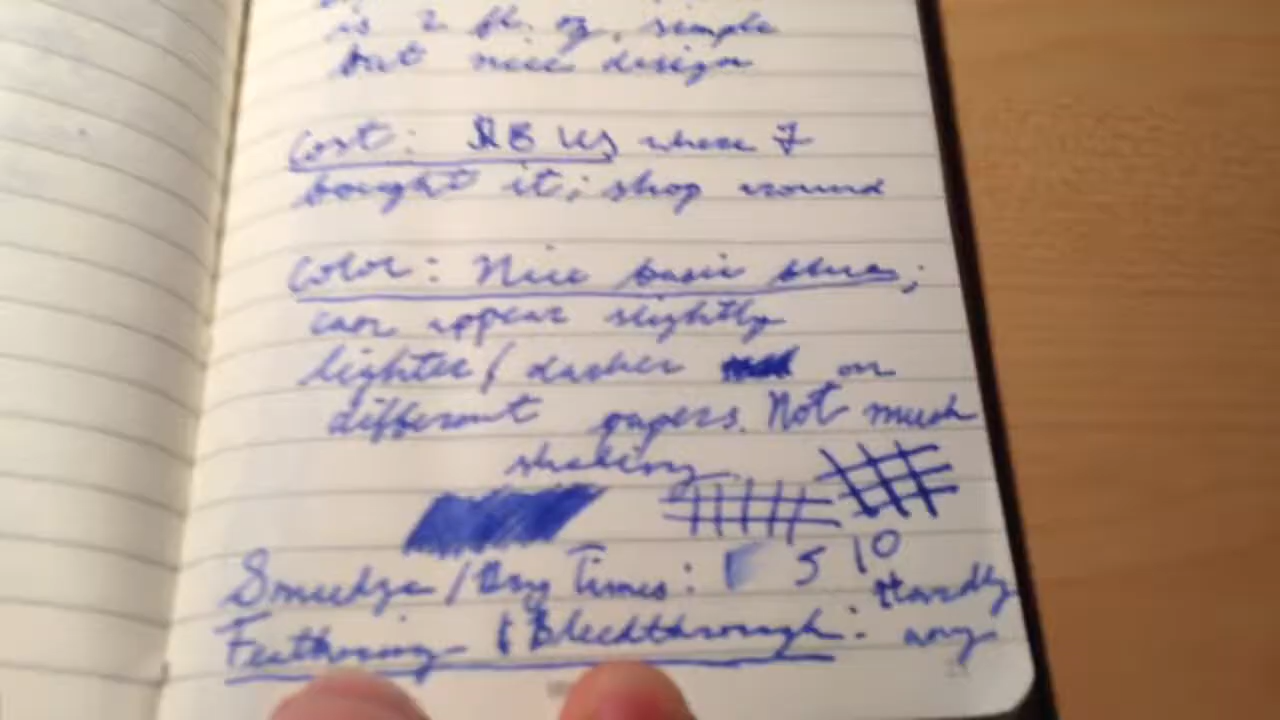 is 2 fl. oz, simple
but nice design
Cost: $8 US where I
bought it; shop around
Color: Nice basic blue;
can appear slightly
lighter/darker on
different papers. Not much
shading.
Smudge/Dry Times: 1 5 10
Feathering & Bleedthrough: Hardly
any